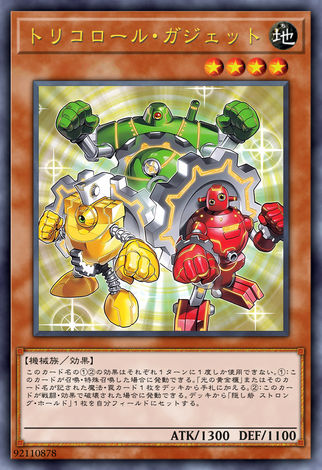 トリコロール・ガジェット
地
【機械族／効果】
このカード名の①②の効果はそれぞれ1ターンに1度しか使用できない。①：こ
のカードが召喚・特殊召喚した場合に発動できる。「光の黄金櫃」またはそのカー
ド名が記された魔法・罠カード1枚をデッキから手札に加える。②：このカード
が戦闘・効果で破壊された場合に発動できる。デッキから「隠し砦 ストロン
グ・ホールド」1枚を自分フィールドにセットする。
ATK/1300 DEF/1100
92110878